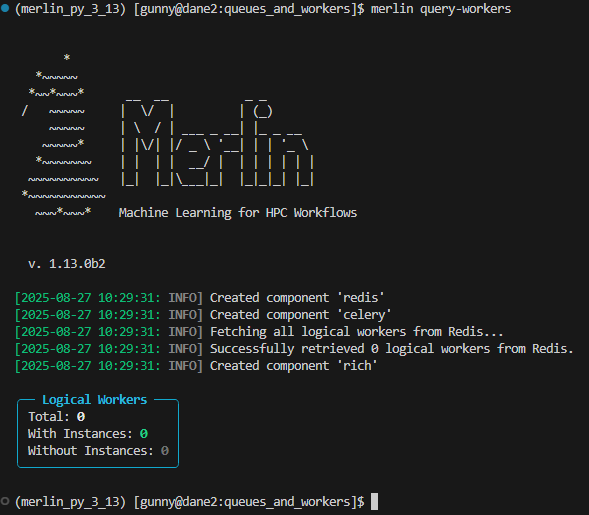 (merlin_py_3_13) [gunny@dane2:queues_and_workers]$ merlin query-workers
Merlin
Machine Learning for HPC Workflows
v. 1.13.0b2
[2025-08-27 10:29:31: INFO] Created component 'redis'
[2025-08-27 10:29:31: INFO] Created component 'celery'
[2025-08-27 10:29:31: INFO] Fetching all logical workers from Redis...
[2025-08-27 10:29:31: INFO] Successfully retrieved 0 logical workers from Redis.
[2025-08-27 10:29:31: INFO] Created component 'rich'
Logical Workers
Total: 0
With Instances: 0
Without Instances: 0
(merlin_py_3_13) [gunny@dane2:queues_and_workers]$